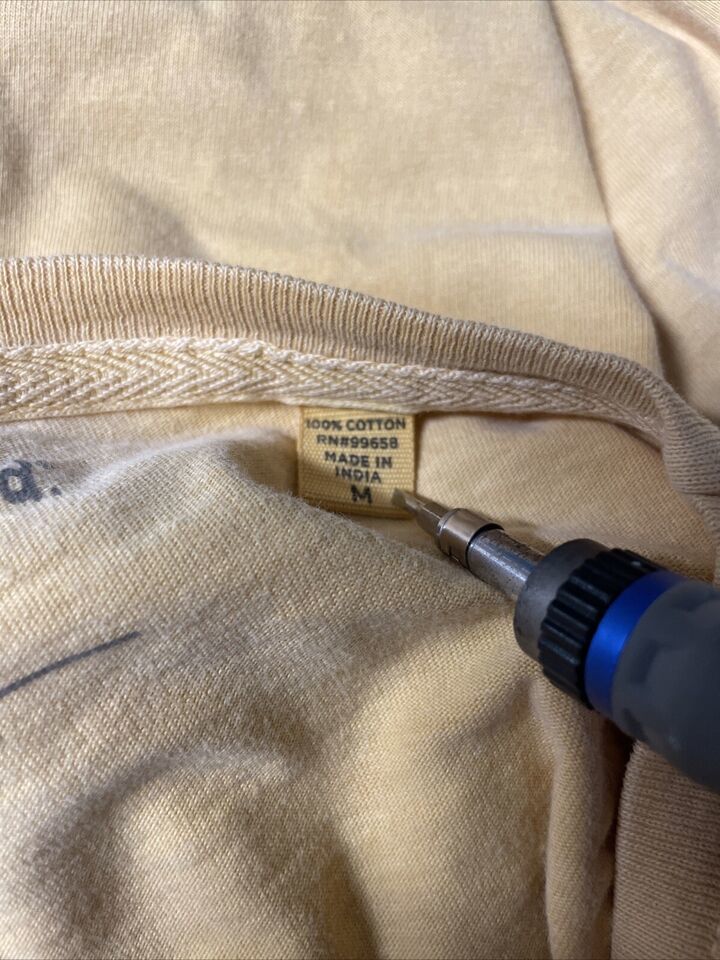 100% COTTON
RN#99658
MADE IN
INDIA
M
d.